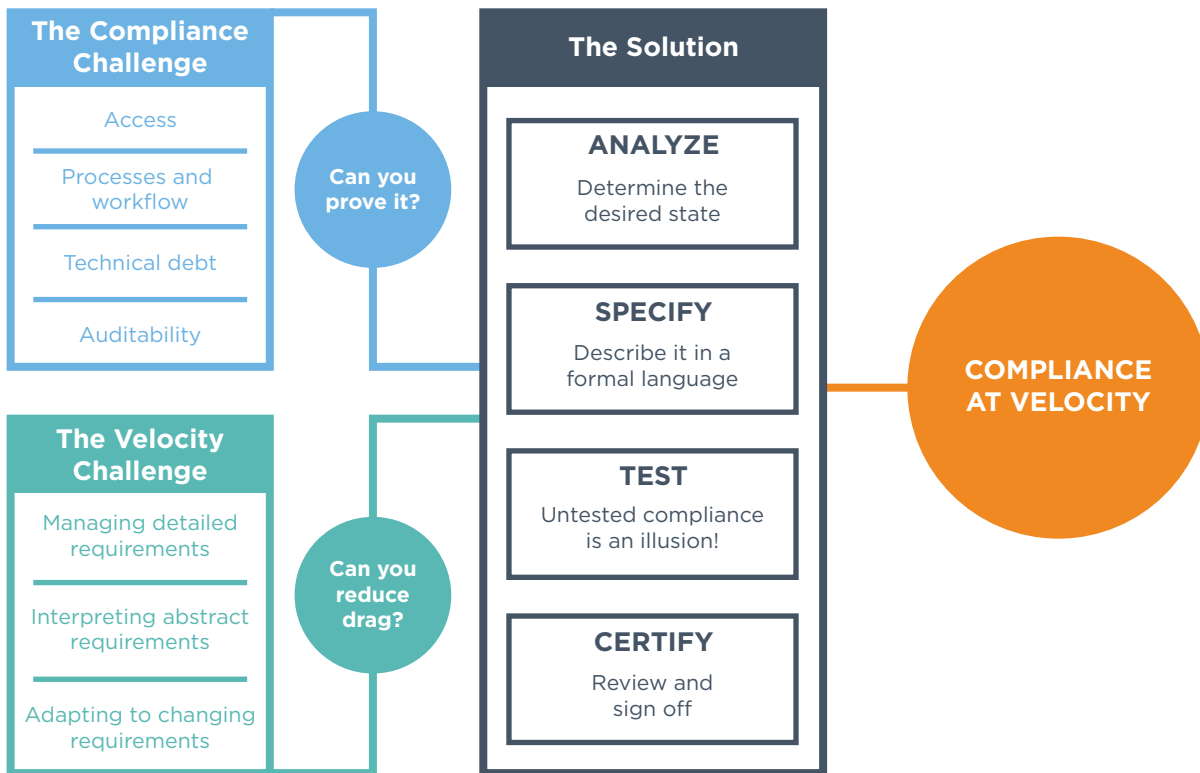 The Compliance
Challenge
Access
Processes and
workflow
Technical debt
Auditability
Can you
prove it?
The Velocity
Challenge
Managing detailed
requirements
Interpreting abstract
requirements
Adapting to changing
requirements
Can you
reduce
drag?
The Solution
ANALYZE
Determine the
desired state
SPECIFY
Describe it in a
formal language
TEST
Untested compliance
is an illusion!
CERTIFY
Review and
sign off
COMPLIANCE
AT VELOCITY